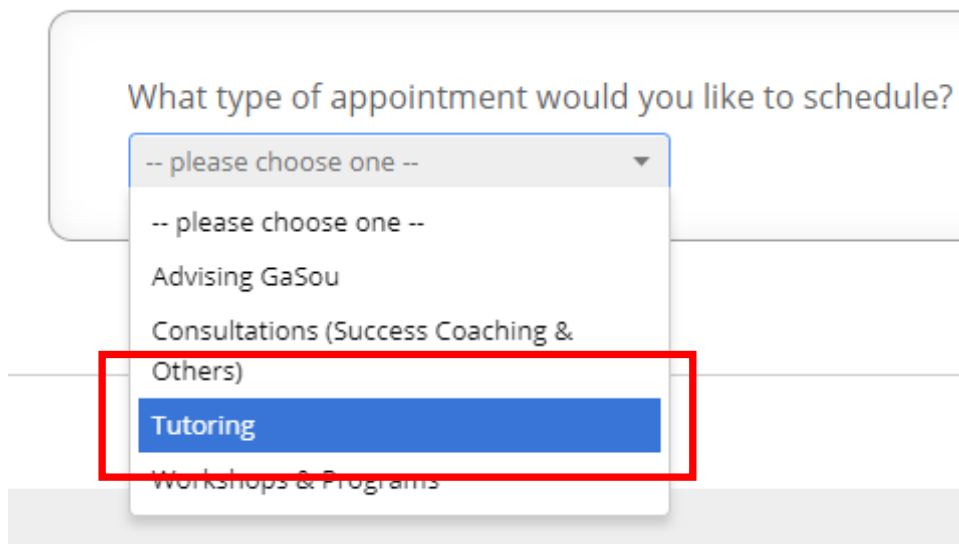 What type of appointment would you like to schedule?
-- please choose one --
-- please choose one --
Advising GaSou
Consultations (Success Coaching &
Others)
Tutoring
Workshops & Programs